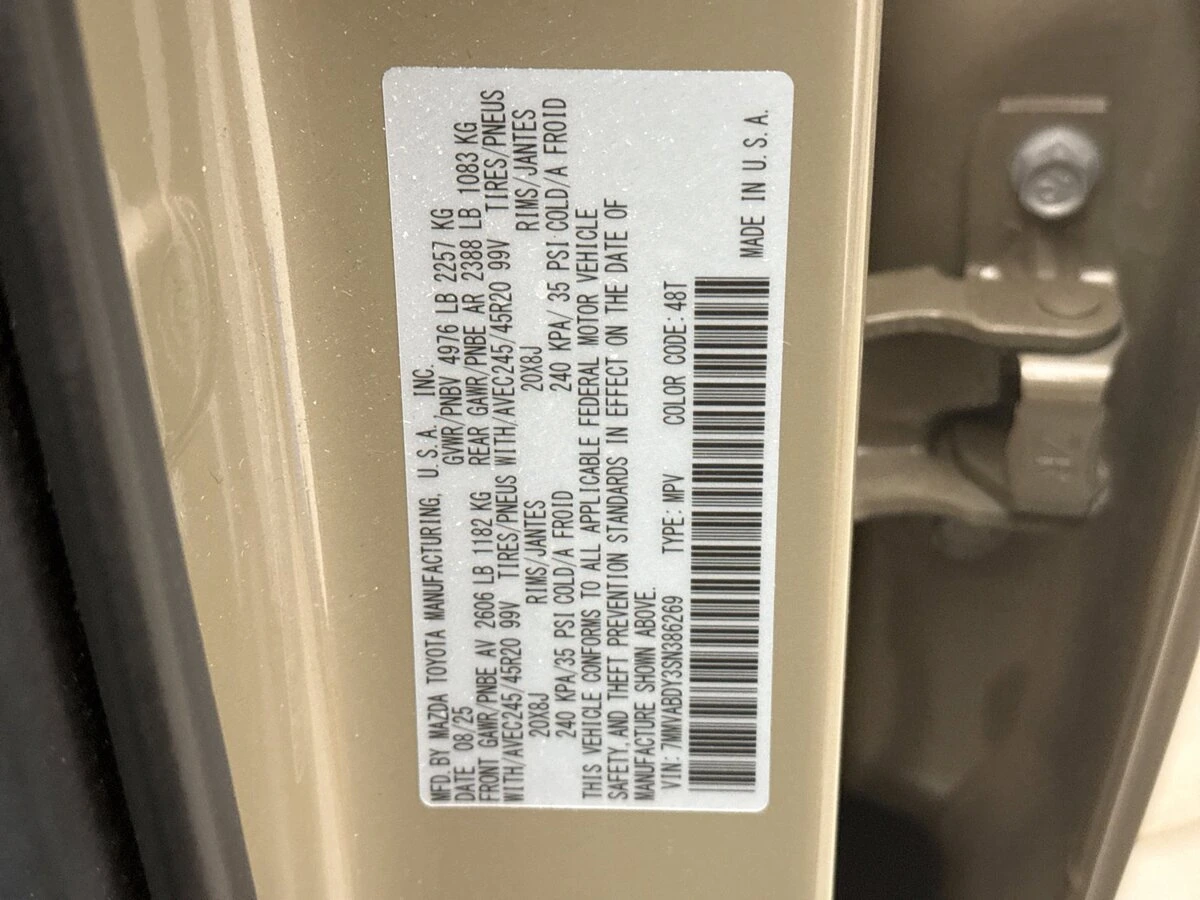 MFD. BY MAZDA TOYOTA MANUFACTURING, U. S. A. INC.
DATE 08/25 GVWR/PNBV 4976 LB 2257 KG
FRONT GAWR/PNBE AV 2606 LB 1182 KG REAR GAWR/PNBE AR 2388 LB 1083 KG
WITH/AVEC245/45R20 99V TIRES/PNEUS WITH/AVEC245/45R20 99V TIRES/PNEUS
20X8J RIMS/JANTES 20X8J RIMS/JANTES
240 KPA/35 PSI COLD/A FROID 240 KPA/ 35 PSI COLD/A FROID
THIS VEHICLE CONFORMS TO ALL APPLICABLE FEDERAL MOTOR VEHICLE
SAFETY, AND THEFT PREVENTION STANDARDS IN EFFECT ON THE DATE OF
MANUFACTURE SHOWN ABOVE.
VIN: 7MMVABDY3SN386269 TYPE: MPV COLOR CODE: 48T
MADE IN U. S. A.